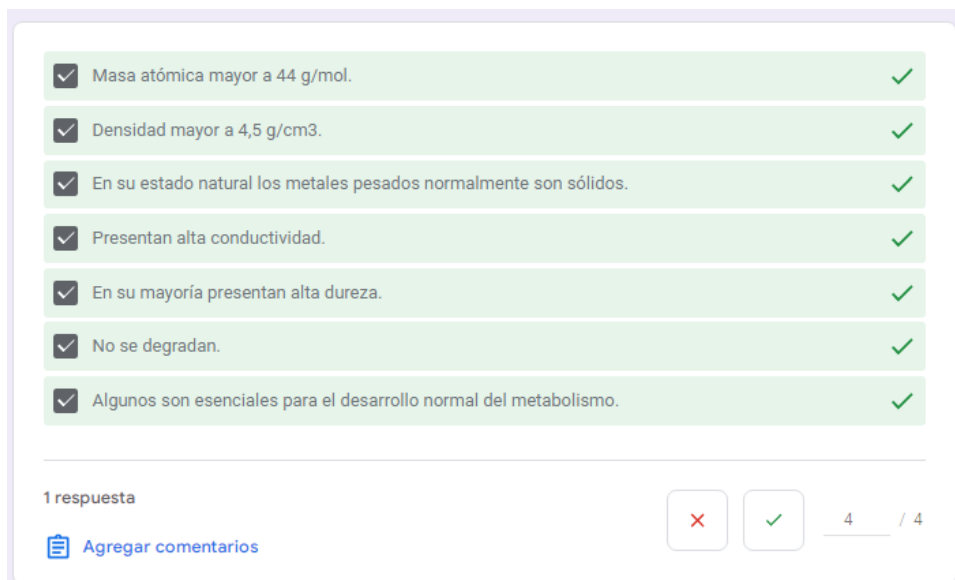 Masa atómica mayor a 44 g/mol.
Densidad mayor a 4,5 g/cm3.
En su estado natural los metales pesados normalmente son sólidos.
Presentan alta conductividad.
En su mayoría presentan alta dureza.
No se degradan.
Algunos son esenciales para el desarrollo normal del metabolismo.
1 respuesta
4 / 4
Agregar comentarios